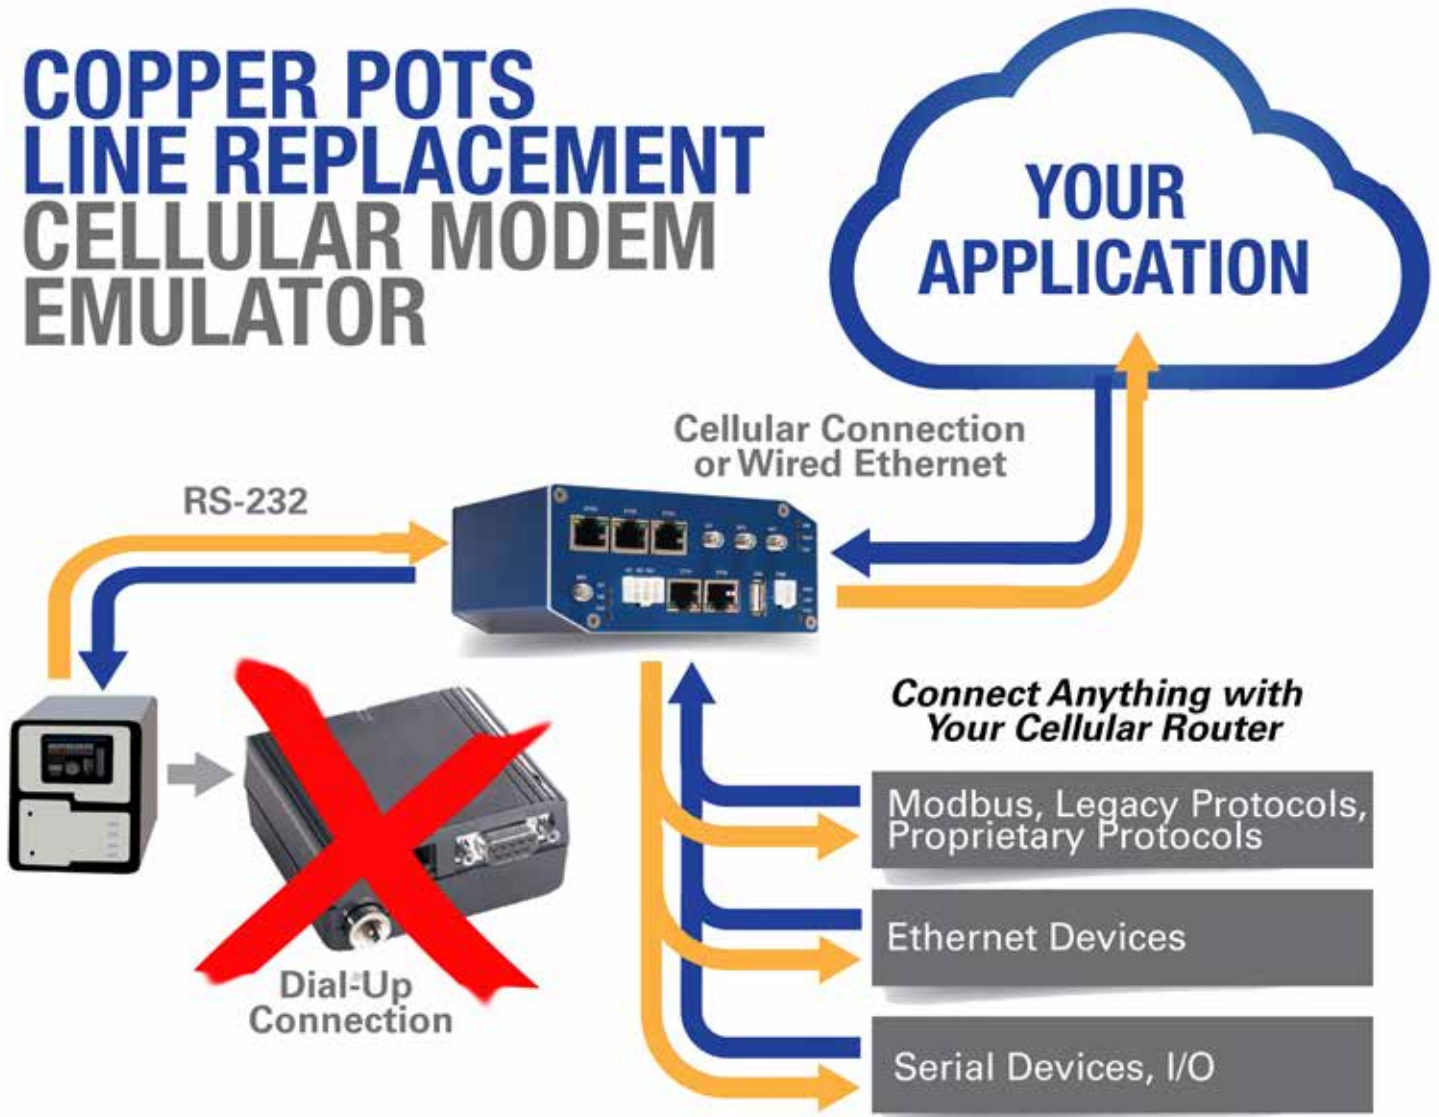 COPPER POTS
LINE REPLACEMENT
CELLULAR MODEM
EMULATOR
YOUR
APPLICATION
Cellular Connection
or Wired Ethernet
RS-232
Connect Anything with
Your Cellular Router
Modbus, Legacy Protocols,
Proprietary Protocols
Ethernet Devices
Dial-Up
Connection
Serial Devices, I/O